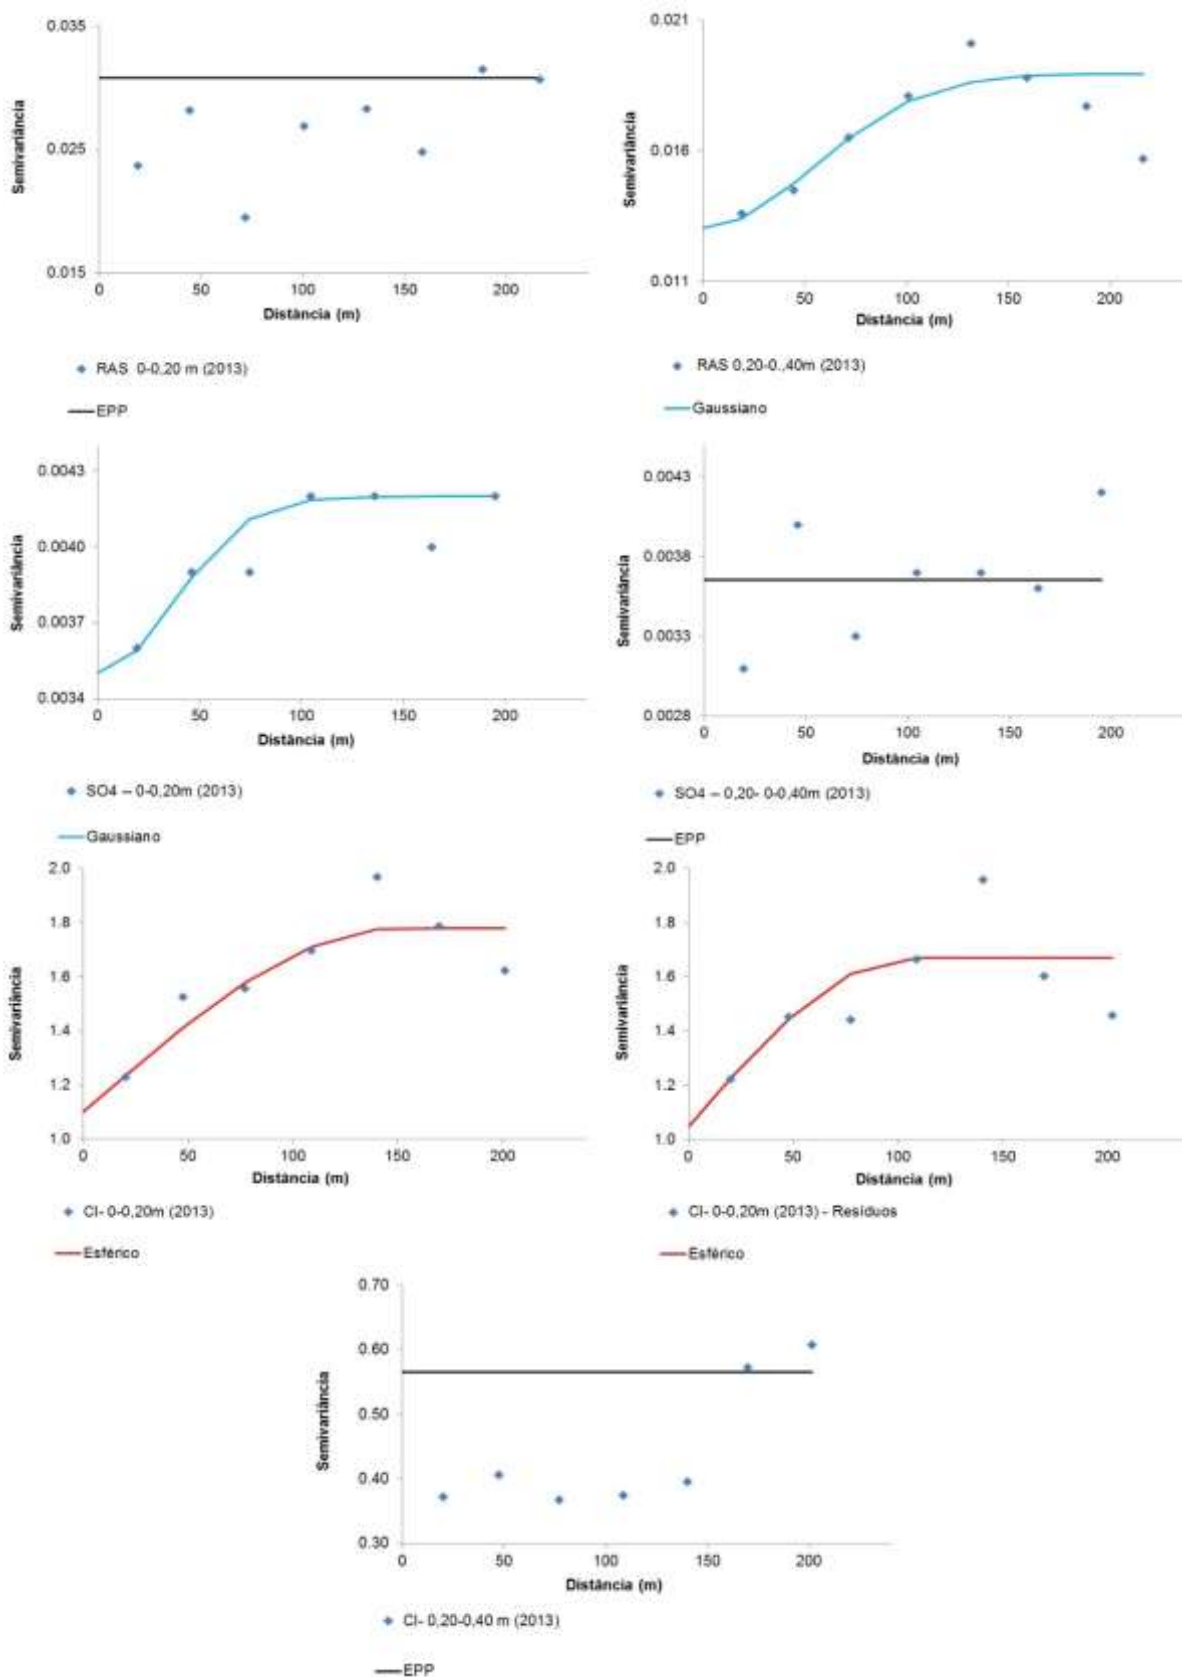 0.035
0.025
0.015
Semivariância
0 50 100 150 200
Distância (m)
RAS 0-0,20 m (2013)
EPP
0.021
0.016
0.011
Semivariância
0 50 100 150 200
Distância (m)
RAS 0,20-0.,40m (2013)
Gaussiano
0.0043
0.0040
0.0037
0.0034
Semivariância
0 50 100 150 200
Distância (m)
SO4 – 0-0,20m (2013)
Gaussiano
0.0043
0.0038
0.0033
0.0028
Semivariância
0 50 100 150 200
Distância (m)
SO4 – 0,20- 0-0,40m (2013)
EPP
2.0
1.8
1.6
1.4
1.2
1.0
Semivariância
0 50 100 150 200
Distância (m)
Cl- 0-0,20m (2013)
Esférico
2.0
1.8
1.6
1.4
1.2
1.0
Semivariância
0 50 100 150 200
Distância (m)
Cl- 0-0,20m (2013) - Resíduos
Esférico
0.70
0.60
0.50
0.40
0.30
Semivariância
0 50 100 150 200
Distância (m)
Cl- 0,20-0,40 m (2013)
EPP